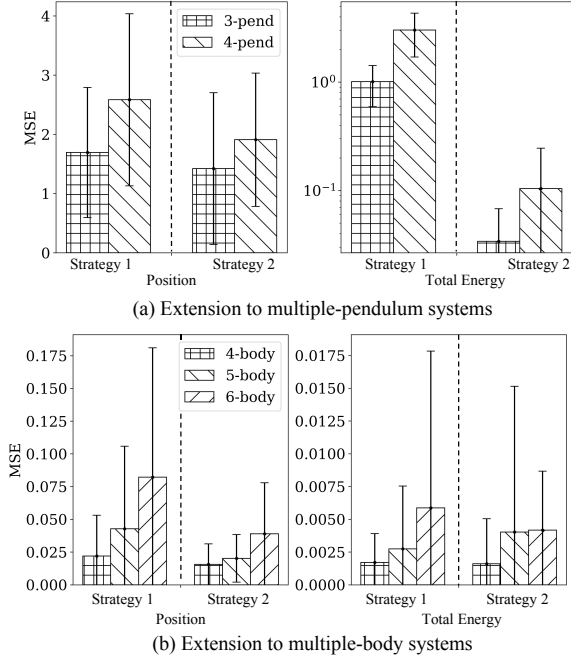 MSE
4
3
2
1
0
3-pend
4-pend
Strategy 1
Strategy 2
Position
10⁰
10⁻¹
Strategy 1
Strategy 2
Total Energy
(a) Extension to multiple-pendulum systems
MSE
0.175
0.150
0.125
0.100
0.075
0.050
0.025
0.000
4-body
5-body
6-body
Strategy 1
Strategy 2
Position
0.0175
0.0150
0.0125
0.0100
0.0075
0.0050
0.0025
0.0000
Strategy 1
Strategy 2
Total Energy
(b) Extension to multiple-body systems